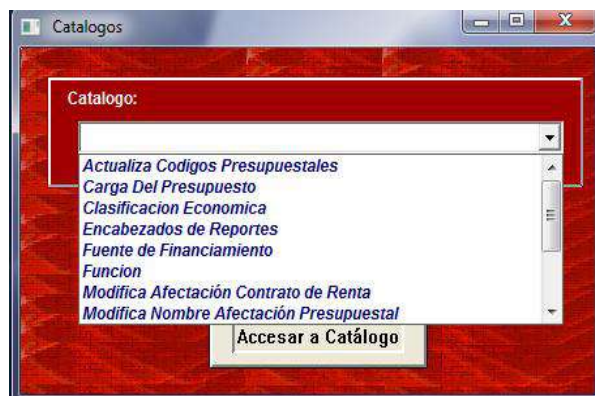 Catalogos
Catalogo:
Actualiza Codigos Presupuestales
Carga Del Presupuesto
Clasificacion Economica
Encabezados de Reportes
Fuente de Financiamiento
Funcion
Modifica Afectación Contrato de Renta
Modifica Nombre Afectación Presupuestal
Accesar a Catálogo